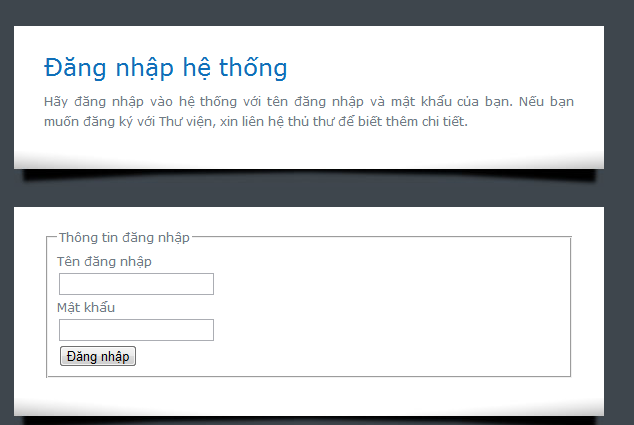 Đăng nhập hệ thống
Hãy đăng nhập vào hệ thống với tên đăng nhập và mật khẩu của bạn. Nếu bạn
muốn đăng ký với Thư viện, xin liên hệ thủ thư để biết thêm chi tiết.
Thông tin đăng nhập
Tên đăng nhập
Mật khẩu
Đăng nhập